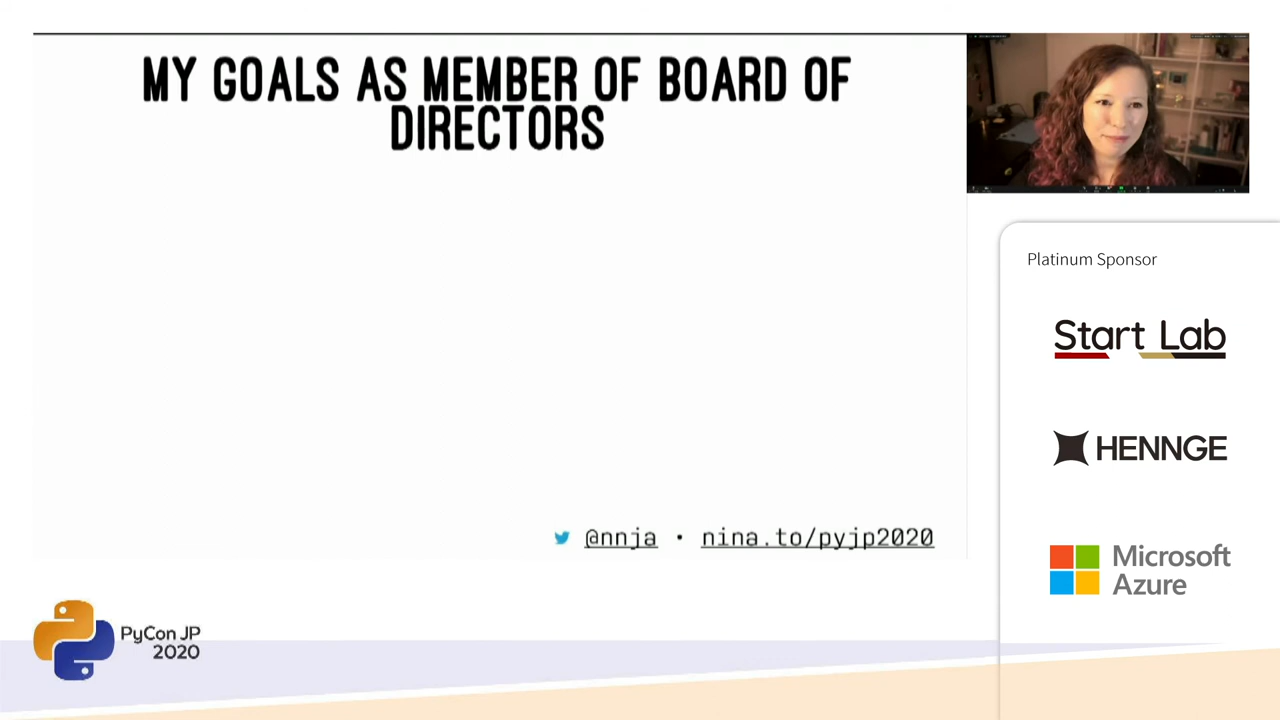 MY GOALS AS MEMBER OF BOARD OF
DIRECTORS
@nnja • nina.to/pyjp2020
Platinum Sponsor
Start Lab
HENNGE
Microsoft
Azure
PyCon JP
2020